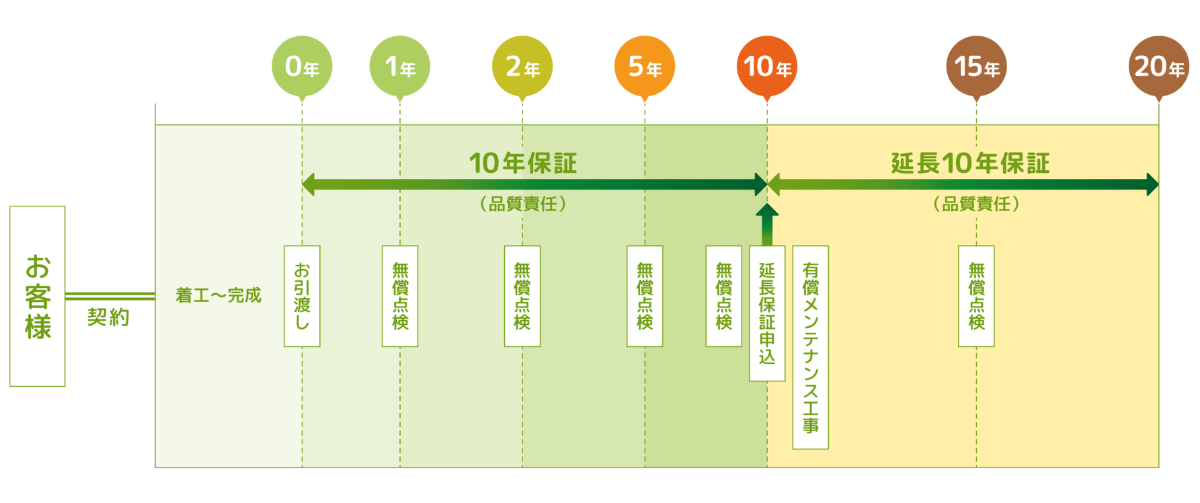 0年
1年
2年
5年
10年
15年
20年
10年保証
(品質責任)
延長10年保証
(品質責任)
お客様
契約
着工〜完成
お引渡し
無償点検
無償点検
無償点検
無償点検
延長保証申込
有償メンテナンス工事
無償点検